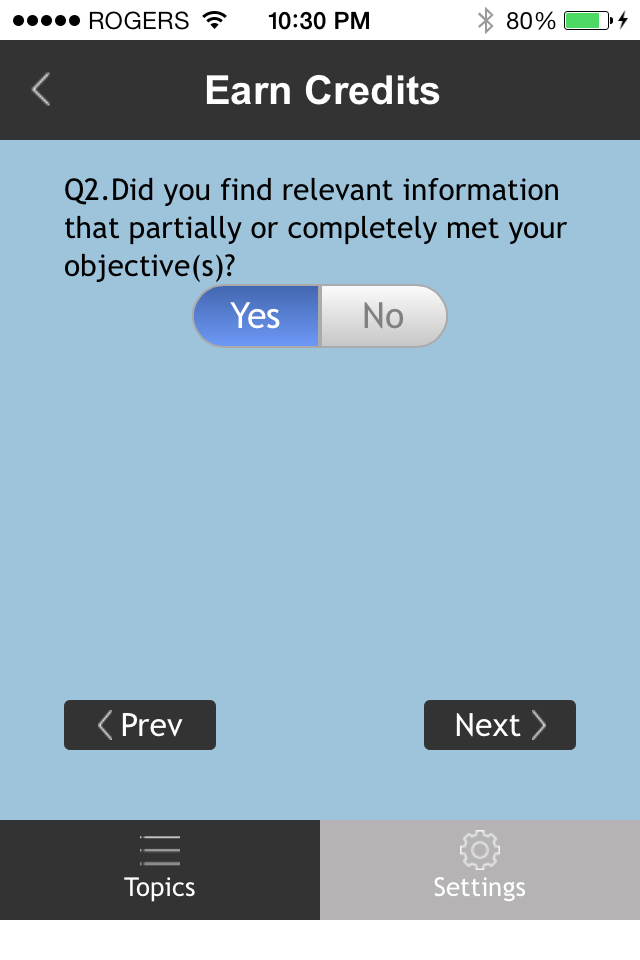 ROGERS 10:30 PM 80%
Earn Credits
Q2.Did you find relevant information
that partially or completely met your
objective(s)?
Yes No
Prev Next
Topics Settings